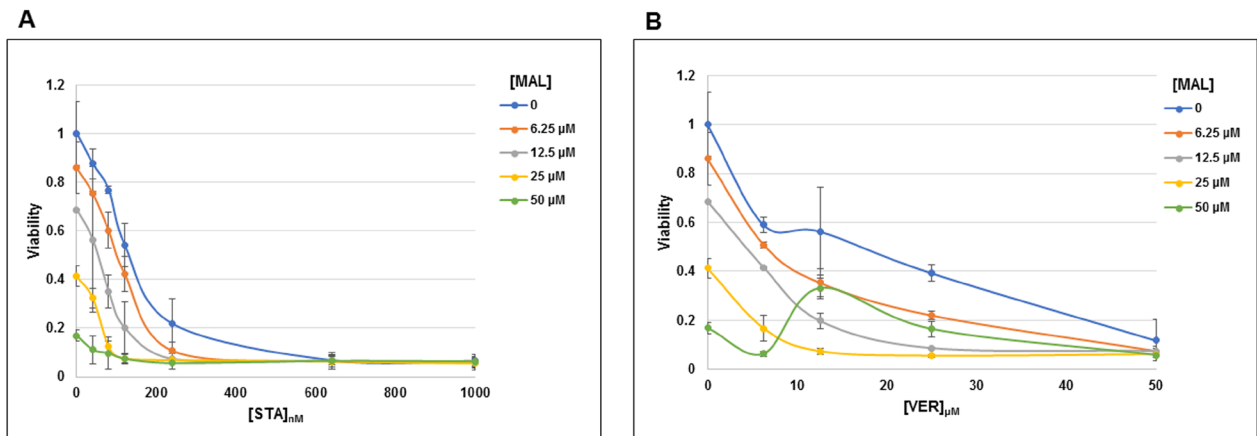 A
1.2
1
0.8
0.6
0.4
0.2
0
Viability
0 200 400 600 800 1000
[STA]nM
[MAL]
0
6.25 µM
12.5 µM
25 µM
50 µM
B
1.2
1
0.8
0.6
0.4
0.2
0
Viability
0 10 20 30 40 50
[VER]µM
[MAL]
0
6.25 µM
12.5 µM
25 µM
50 µM